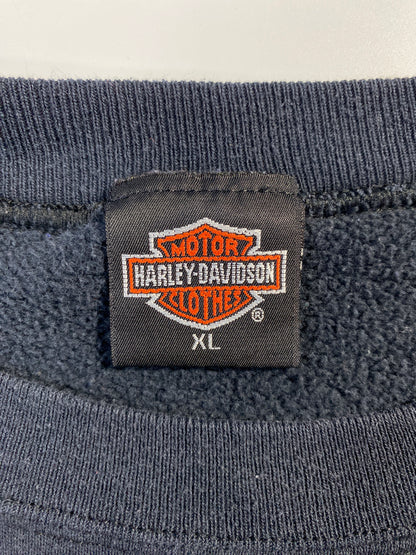 MOTOR
HARLEY-DAVIDSON
CLOTHES
®
XL